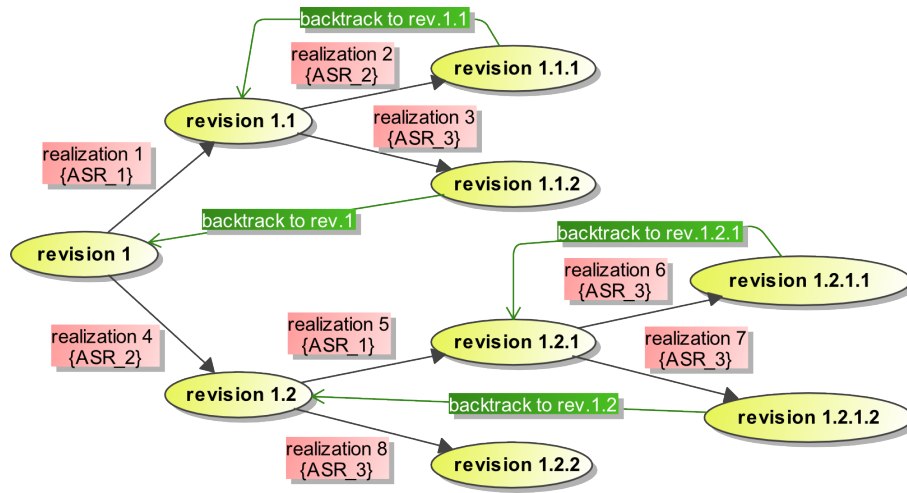 backtrack to rev.1.1
realization 2
{ASR_2}
revision 1.1.1
revision 1.1
realization 3
{ASR_3}
realization 1
{ASR_1}
revision 1.1.2
backtrack to rev.1
backtrack to rev.1.2.1
revision 1
realization 6
{ASR_3}
revision 1.2.1.1
realization 4
{ASR_2}
realization 5
{ASR_1}
revision 1.2.1
realization 7
{ASR_3}
revision 1.2
backtrack to rev.1.2
revision 1.2.1.2
realization 8
{ASR_3}
revision 1.2.2